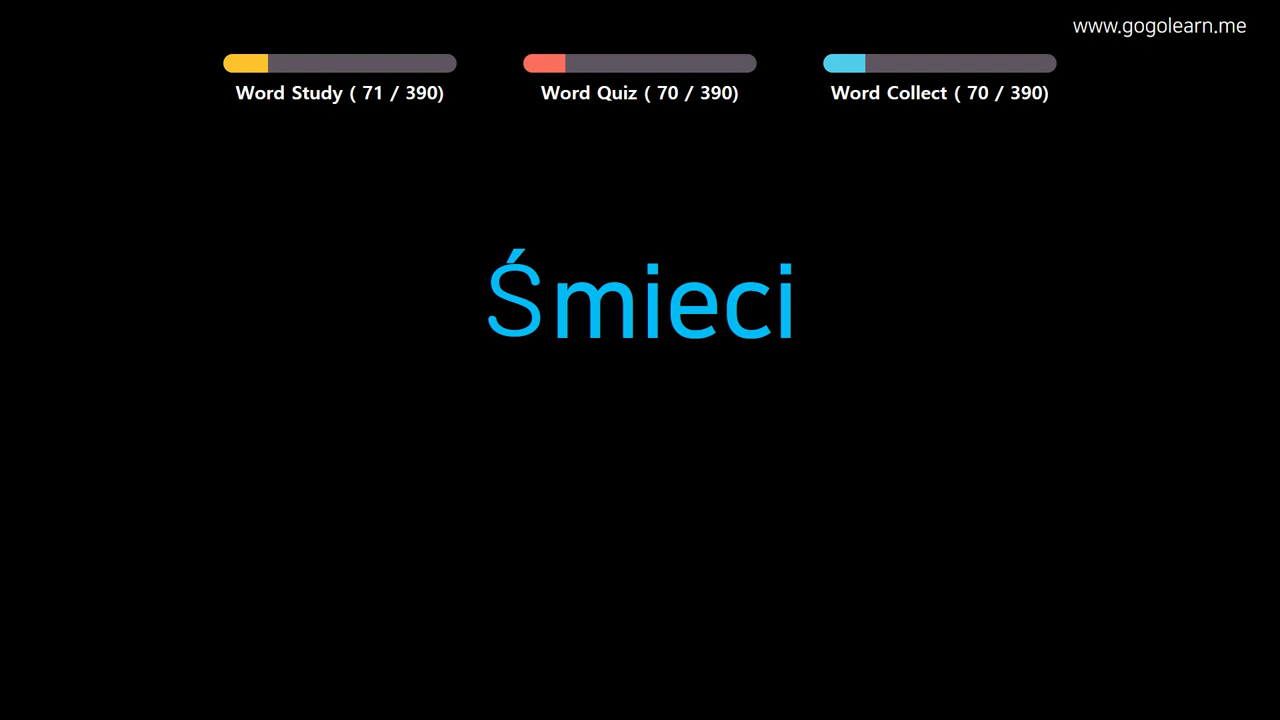 www.gogolearn.me
Word Study ( 71 / 390)
Word Quiz ( 70 / 390)
Word Collect ( 70 / 390)
Śmieci